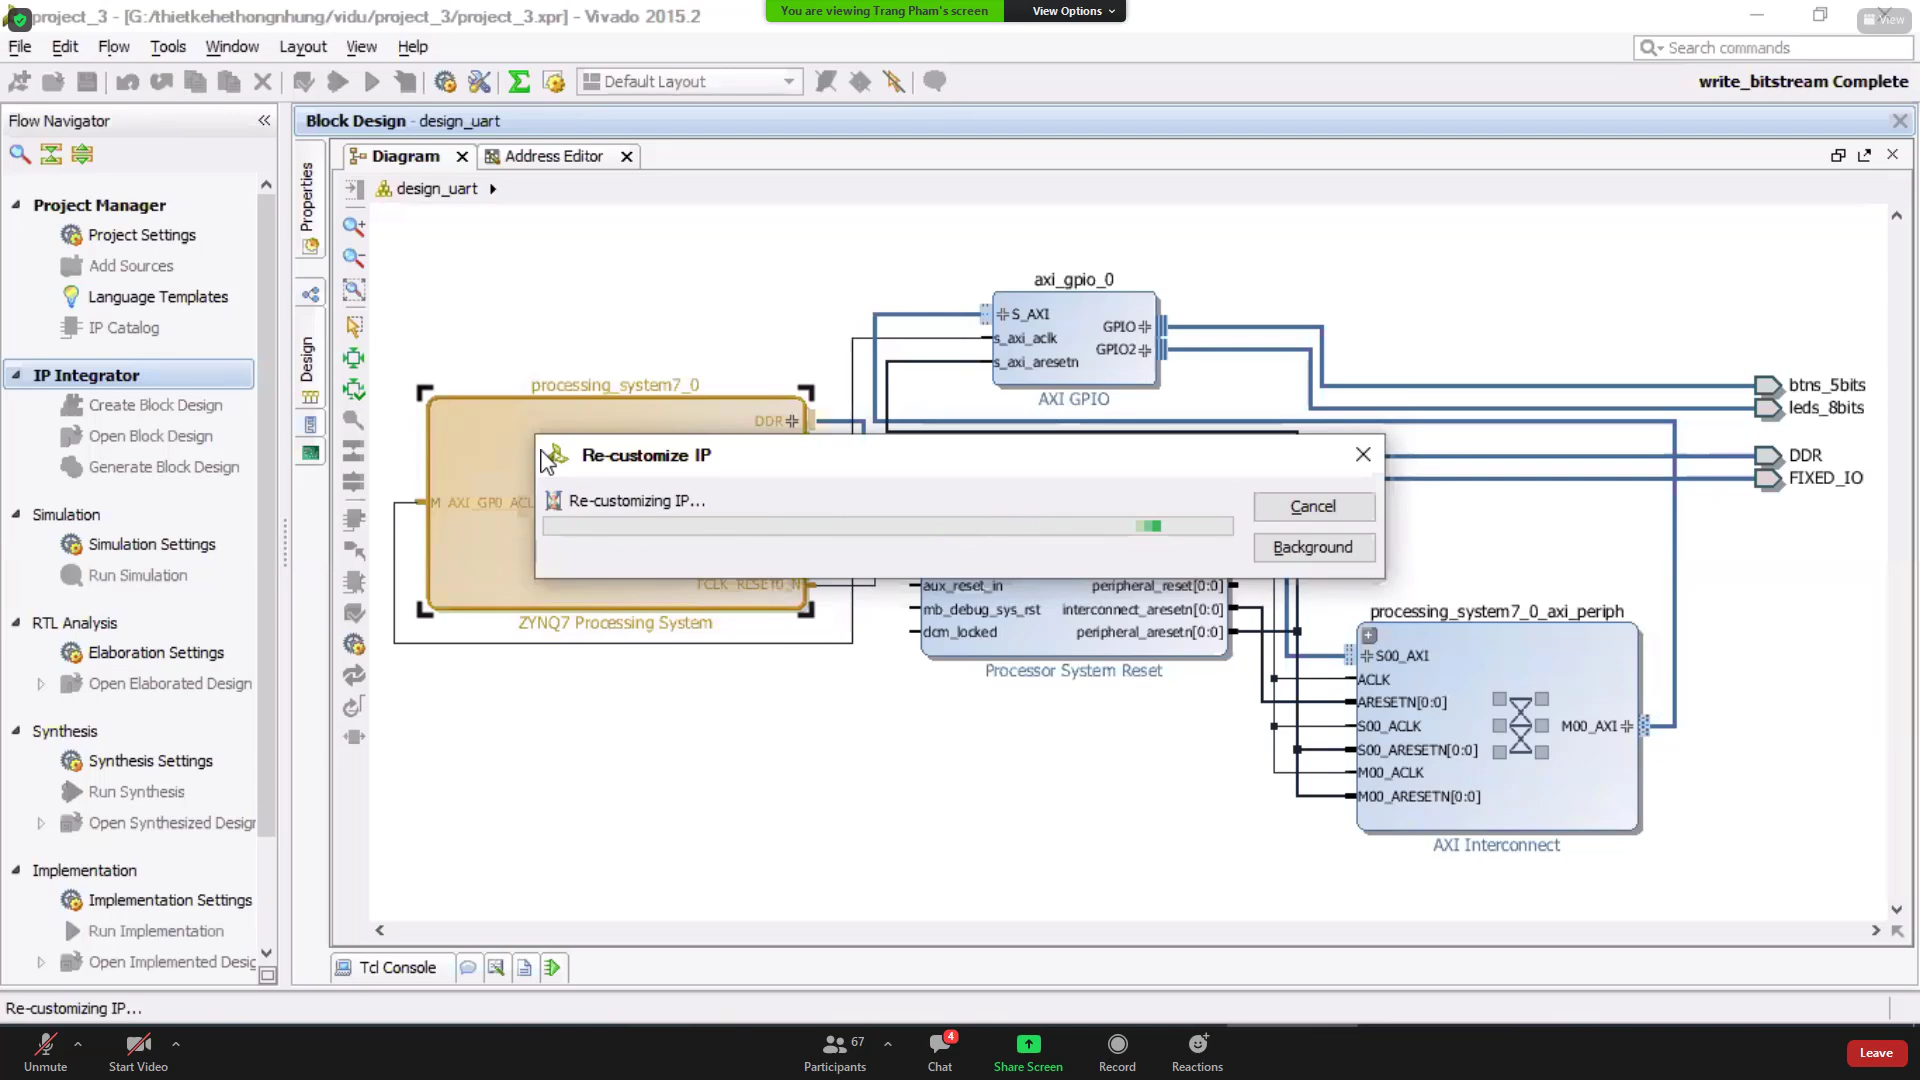 project_3 - [G:/thietkehethongnhung/vidu/project_3/project_3.xpr] - Vivado 2015.2
You are viewing Trang Pham's screen
View Options
View
File Edit Flow Tools Window Layout View Help
Search commands
Default Layout
write_bitstream Complete
Flow Navigator
Block Design - design_uart
Diagram
Address Editor
design_uart
Properties
Design
Project Manager
Project Settings
Add Sources
Language Templates
IP Catalog
IP Integrator
Create Block Design
Open Block Design
Generate Block Design
Simulation
Simulation Settings
Run Simulation
RTL Analysis
Elaboration Settings
Open Elaborated Design
Synthesis
Synthesis Settings
Run Synthesis
Open Synthesized Design
Implementation
Implementation Settings
Run Implementation
Open Implemented Desig
axi_gpio_0
S_AXI
s_axi_aclk
s_axi_aresetn
GPIO
GPIO2
AXI GPIO
btns_5bits
leds_8bits
DDR
FIXED_IO
processing_system7_0
DDR
M_AXI_GP0_ACL
FCLK_RESET0_N
ZYNQ7 Processing System
Re-customize IP
Re-customizing IP...
Cancel
Background
aux_reset_in
mb_debug_sys_rst
dcm_locked
peripheral_reset[0:0]
interconnect_aresetn[0:0]
peripheral_aresetn[0:0]
Processor System Reset
processing_system7_0_axi_periph
S00_AXI
ACLK
ARESETN[0:0]
S00_ACLK
S00_ARESETN[0:0]
M00_ACLK
M00_ARESETN[0:0]
M00_AXI
AXI Interconnect
Tcl Console
Re-customizing IP...
Unmute
Start Video
67
Participants
4
Chat
Share Screen
Record
Reactions
Leave